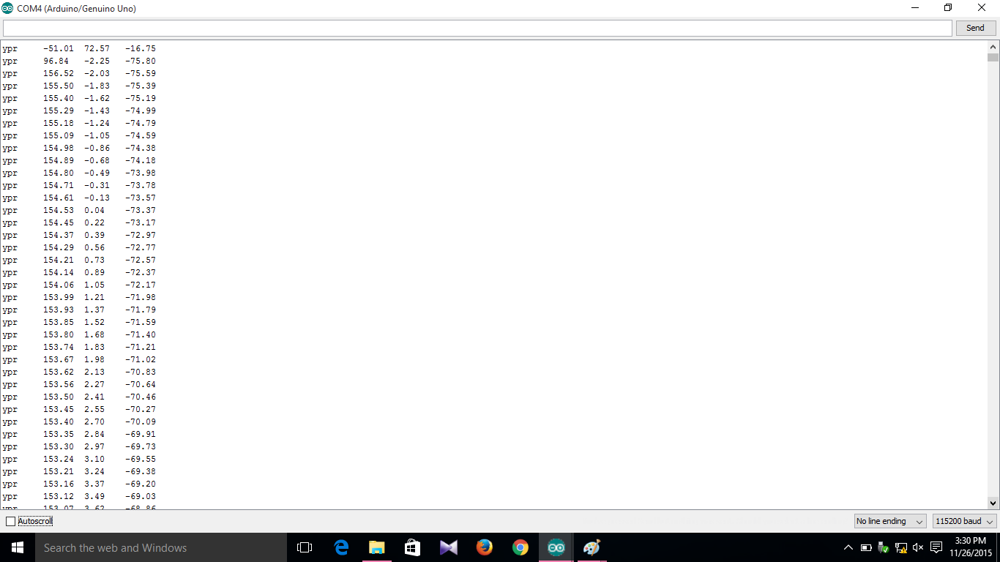 COM4 (Arduino/Genuino Uno)
Send
ypr -51.01 72.57 -16.75
ypr 96.84 -2.25 -75.80
ypr 156.52 -2.03 -75.59
ypr 155.50 -1.83 -75.39
ypr 155.40 -1.62 -75.19
ypr 155.29 -1.43 -74.99
ypr 155.18 -1.24 -74.79
ypr 155.09 -1.05 -74.59
ypr 154.98 -0.86 -74.38
ypr 154.89 -0.68 -74.18
ypr 154.80 -0.49 -73.98
ypr 154.71 -0.31 -73.78
ypr 154.61 -0.13 -73.57
ypr 154.53 0.04 -73.37
ypr 154.45 0.22 -73.17
ypr 154.37 0.39 -72.97
ypr 154.29 0.56 -72.77
ypr 154.21 0.73 -72.57
ypr 154.14 0.89 -72.37
ypr 154.06 1.05 -72.17
ypr 153.99 1.21 -71.98
ypr 153.93 1.37 -71.79
ypr 153.85 1.52 -71.59
ypr 153.80 1.68 -71.40
ypr 153.74 1.83 -71.21
ypr 153.67 1.98 -71.02
ypr 153.62 2.13 -70.83
ypr 153.56 2.27 -70.64
ypr 153.50 2.41 -70.46
ypr 153.45 2.55 -70.27
ypr 153.40 2.70 -70.09
ypr 153.35 2.84 -69.91
ypr 153.30 2.97 -69.73
ypr 153.24 3.10 -69.55
ypr 153.21 3.24 -69.38
ypr 153.16 3.37 -69.20
ypr 153.12 3.49 -69.03
ypr 153.07 3.62 -68.86
Autoscroll
No line ending
115200 baud
Search the web and Windows
3:30 PM
11/26/2015